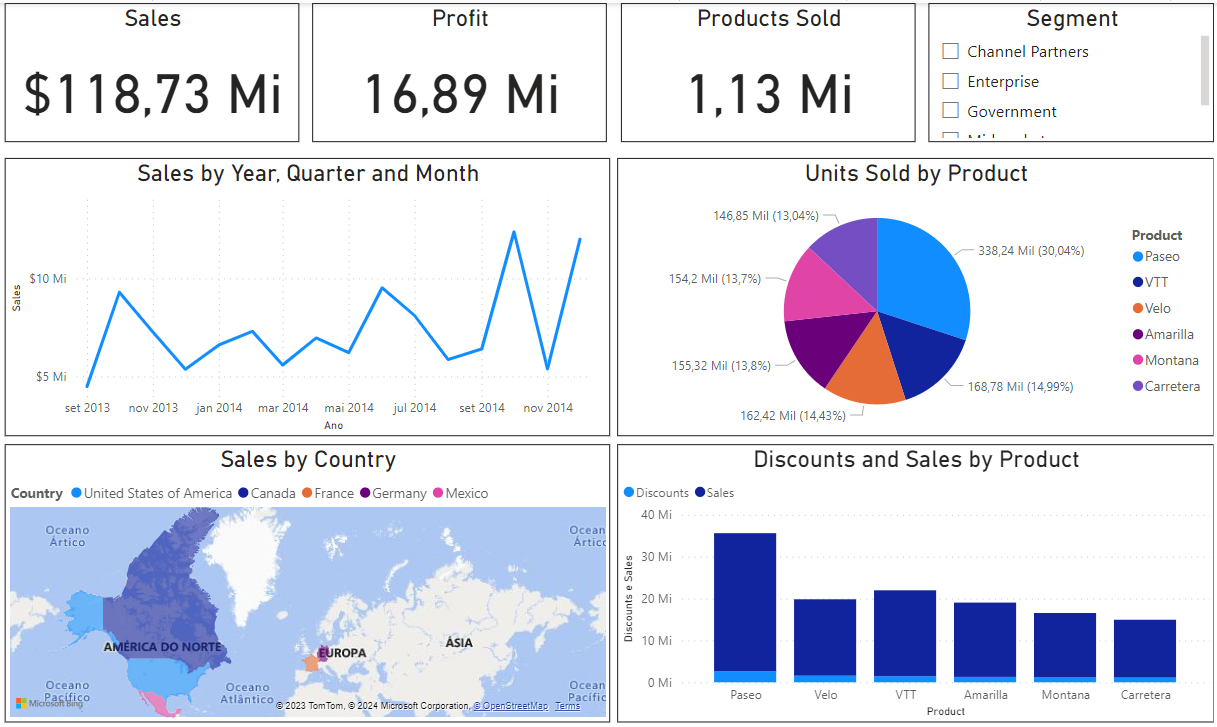 Sales
$118,73 Mi
Profit
16,89 Mi
Products Sold
1,13 Mi
Segment
Channel Partners
Enterprise
Government
Sales by Year, Quarter and Month
Sales
$10 Mi
$5 Mi
set 2013
nov 2013
jan 2014
mar 2014
mai 2014
jul 2014
set 2014
nov 2014
Ano
Units Sold by Product
146,85 Mil (13,04%)
338,24 Mil (30,04%)
154,2 Mil (13,7%)
155,32 Mil (13,8%)
168,78 Mil (14,99%)
162,42 Mil (14,43%)
Product
Paseo
VTT
Velo
Amarilla
Montana
Carretera
Sales by Country
Country
United States of America
Canada
France
Germany
Mexico
Oceano
Ártico
Ocean
Ártic
AMÉRICA DO NORTE
EUROPA
ÁSIA
Oceano
Pacífico
Oceano
Atlântico
Ocean
Pacífic
Microsoft Bing
© 2023 TomTom, © 2024 Microsoft Corporation, © OpenStreetMap Terms
Discounts and Sales by Product
Discounts
Sales
Discounts e Sales
40 Mi
30 Mi
20 Mi
10 Mi
0 Mi
Paseo
Velo
VTT
Amarilla
Montana
Carretera
Product